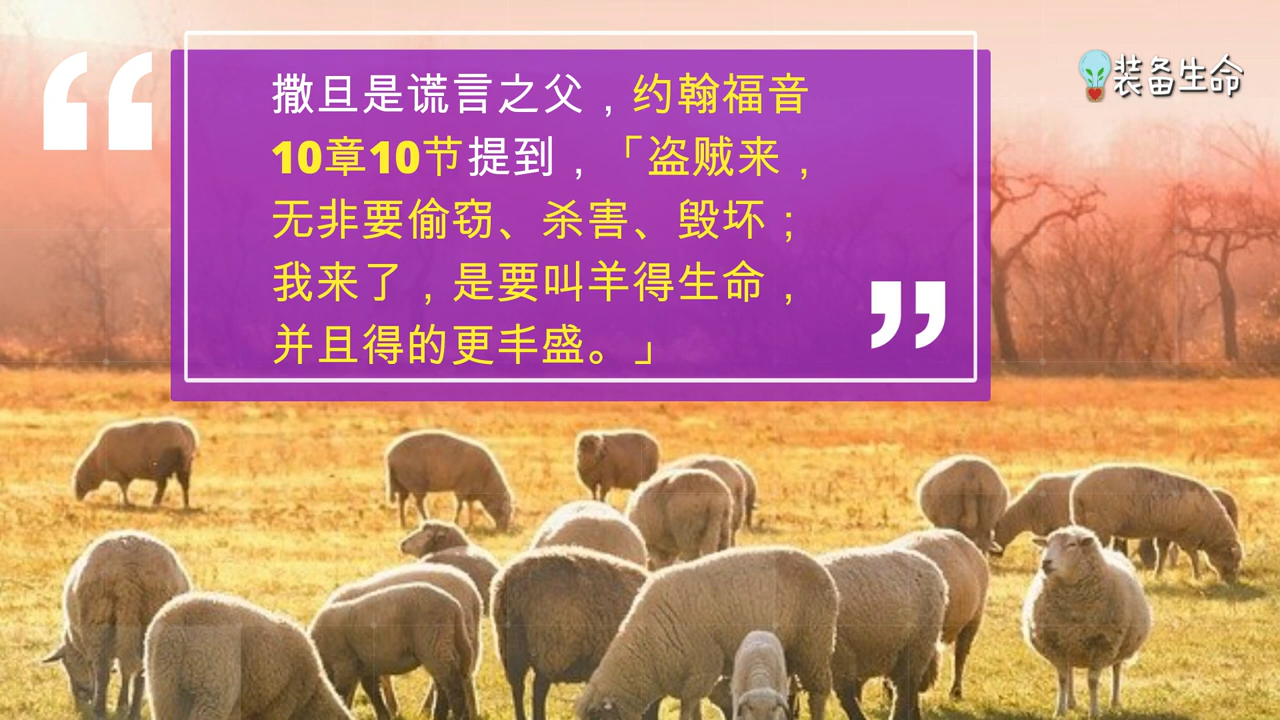 装备生命
撒旦是谎言之父，约翰福音
10章10节提到，「盗贼来，
无非要偷窃、杀害、毁坏；
我来了，是要叫羊得生命，
并且得的更丰盛。」